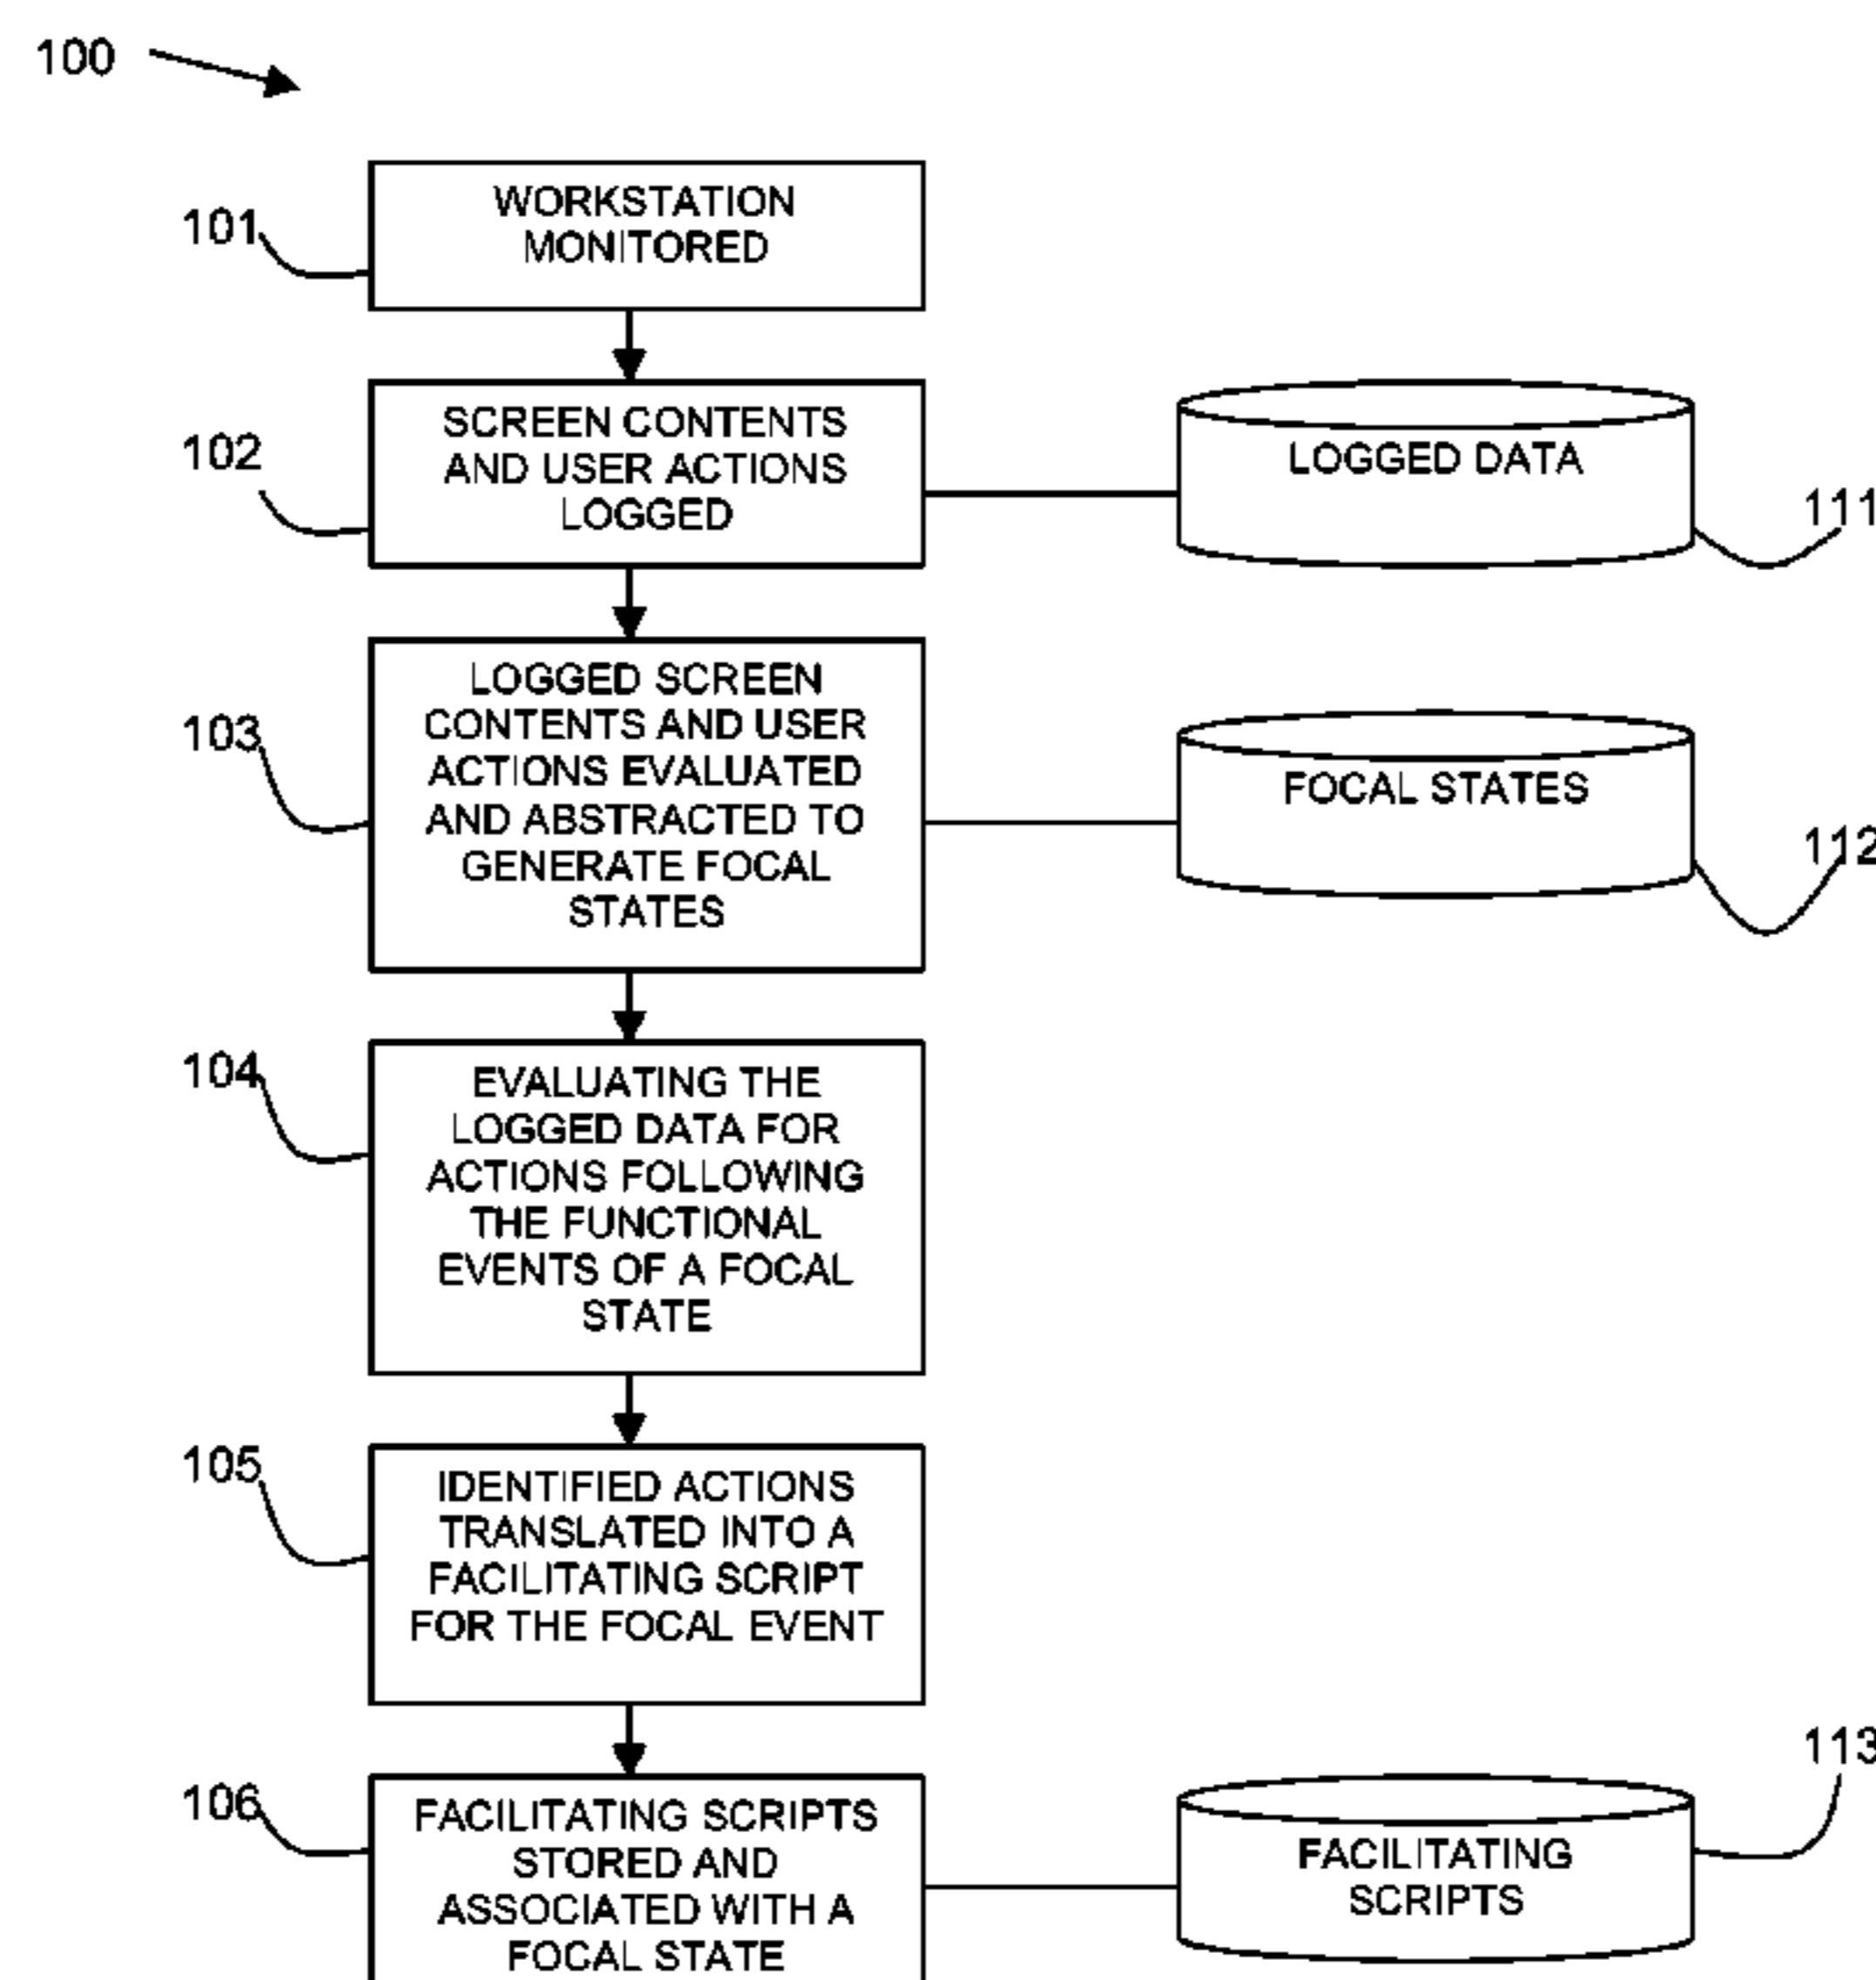 100
101
WORKSTATION
MONITORED
102
SCREEN CONTENTS
AND USER ACTIONS
LOGGED
LOGGED DATA
111
103
LOGGED SCREEN
CONTENTS AND USER
ACTIONS EVALUATED
AND ABSTRACTED TO
GENERATE FOCAL
STATES
FOCAL STATES
112
104
EVALUATING THE
LOGGED DATA FOR
ACTIONS FOLLOWING
THE FUNCTIONAL
EVENTS OF A FOCAL
STATE
105
IDENTIFIED ACTIONS
TRANSLATED INTO A
FACILITATING SCRIPT
FOR THE FOCAL EVENT
106
FACILITATING SCRIPTS
STORED AND
ASSOCIATED WITH A
FOCAL STATE
FACILITATING
SCRIPTS
113